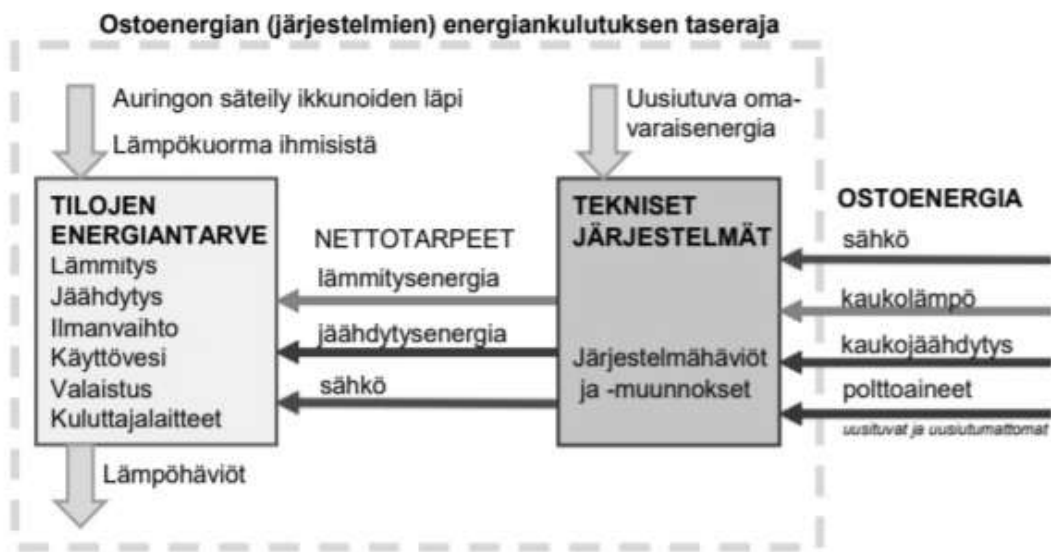 Ostoenergian (järjestelmien) energiankulutuksen taseraja
Auringon säteily ikkunoiden läpi
Lämpökuorma ihmisistä
Uusiutuva oma-
varaisenergia
TILOJEN
ENERGIANTARVE
Lämmitys
Jäähdytys
Ilmanvaihto
Käyttövesi
Valaistus
Kuluttajalaitteet
NETTOTARPEET
lämmitysenergia
jäähdytysenergia
sähkö
TEKNISET
JÄRJESTELMÄT
Järjestelmähäviöt
ja -muunnokset
OSTOENERGIA
sähkö
kaukolämpö
kaukojäähdytys
polttoaineet
uusituvat ja uusiutumattomat
Lämpöhäviöt